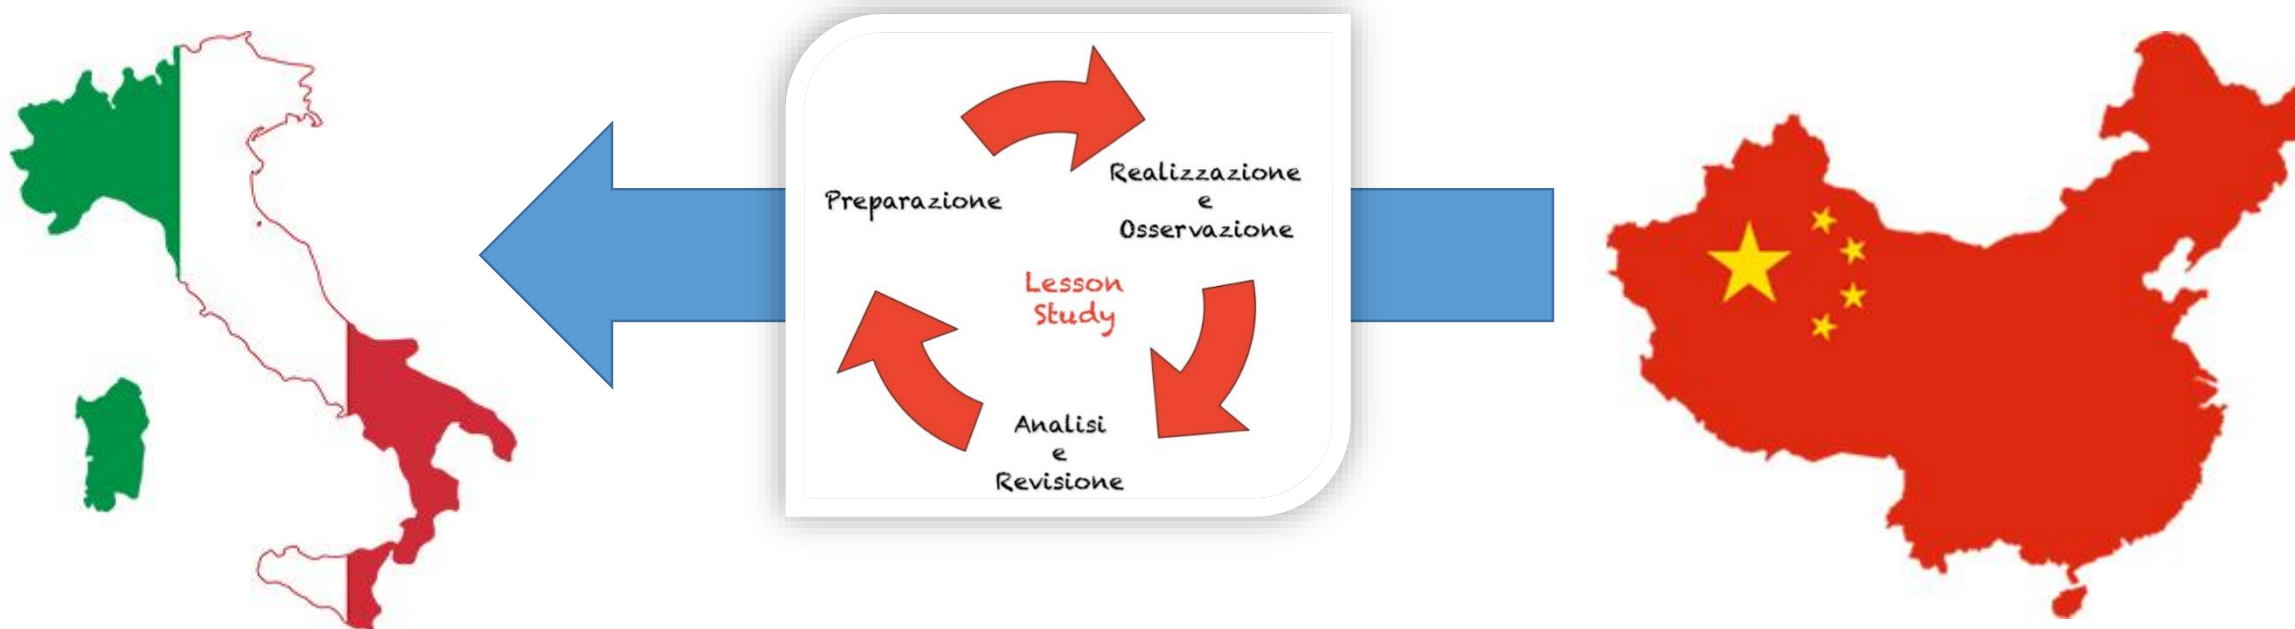 Preparazione
Realizzazione
e
Osservazione
Lesson
Study
Analisi
e
Revisione